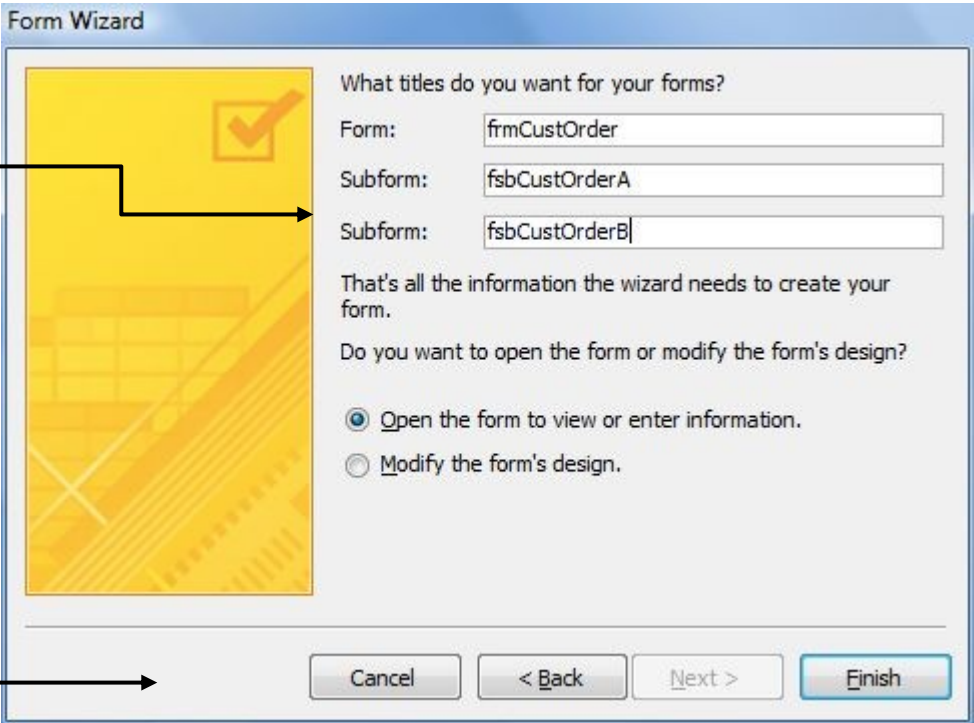 Form Wizard
What titles do you want for your forms?
Form: frmCustOrder
Subform: fsbCustOrderA
Subform: fsbCustOrderB
That's all the information the wizard needs to create your
form.
Do you want to open the form or modify the form's design?
Open the form to view or enter information.
Modify the form's design.
Cancel < Back Next > Finish